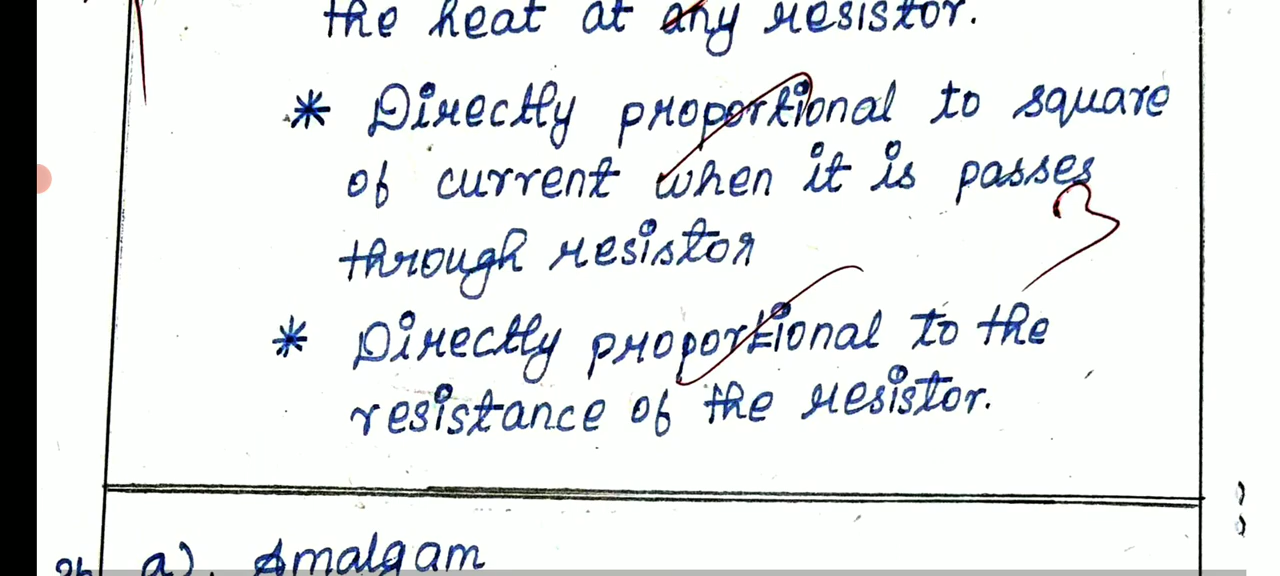 the heat at any resistor.
* Directly proportional to square
of current when it is passes
through resistor
3
* Directly proportional to the
resistance of the resistor.
a). Amalgam